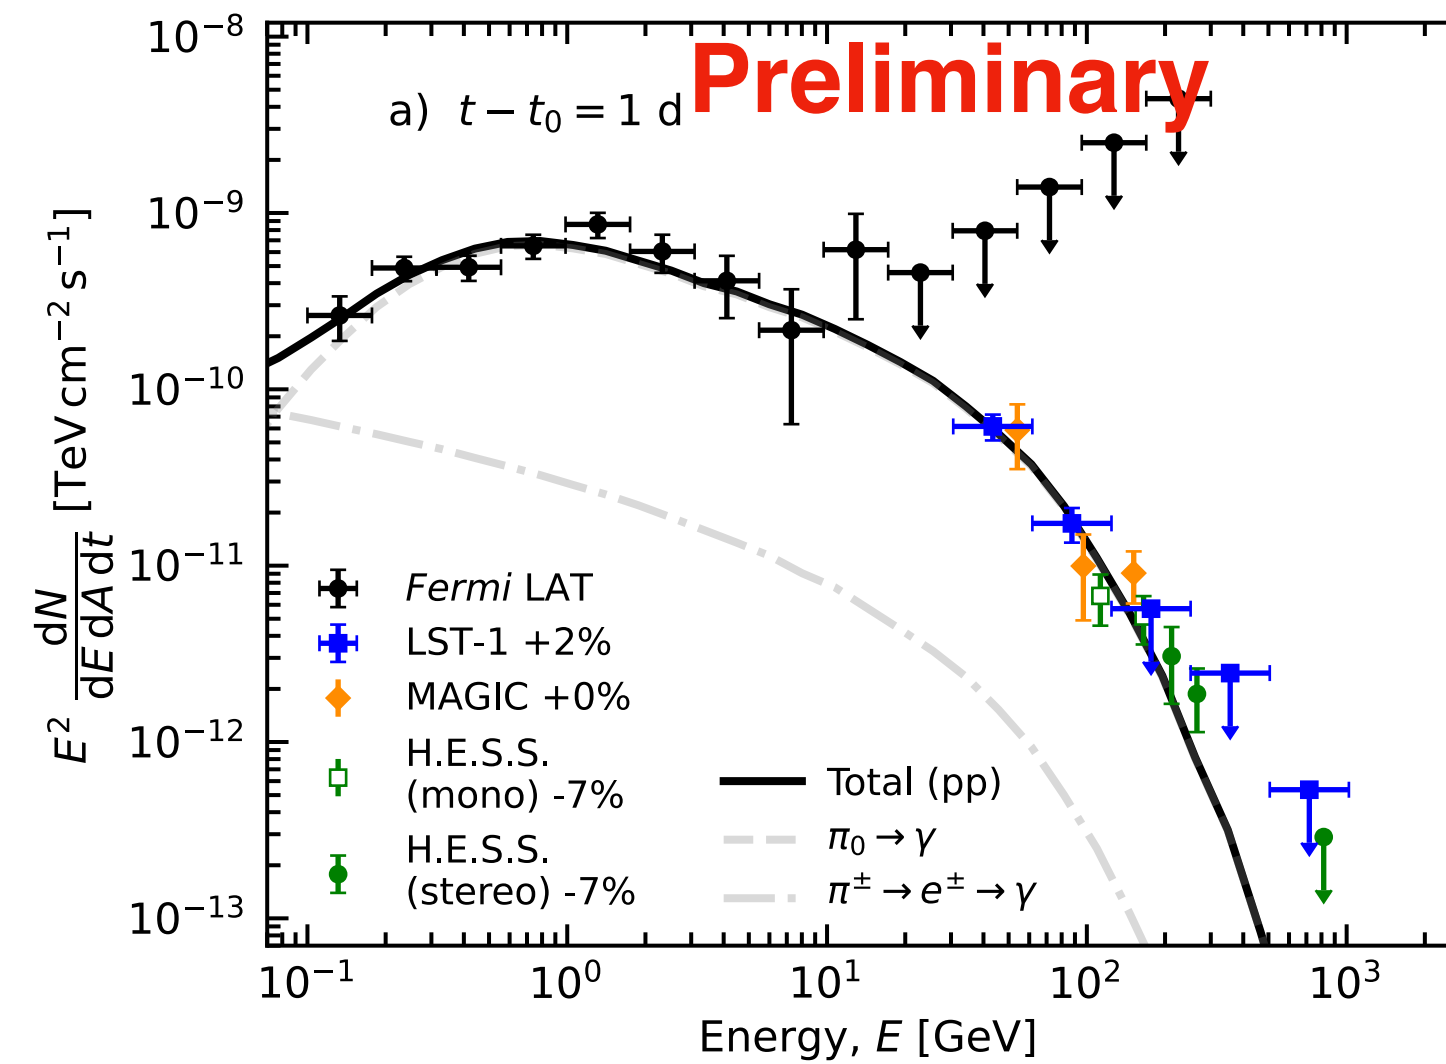 Preliminary
a) t − t₀ = 1 d
10⁻⁸
10⁻⁹
10⁻¹⁰
10⁻¹¹
10⁻¹²
10⁻¹³
E² dN/dE dA dt [TeV cm⁻² s⁻¹]
Fermi LAT
LST-1 +2%
MAGIC +0%
H.E.S.S.
(mono) -7%
H.E.S.S.
(stereo) -7%
Total (pp)
π₀ → γ
π± → e± → γ
10⁻¹
10⁰
10¹
10²
10³
Energy, E [GeV]